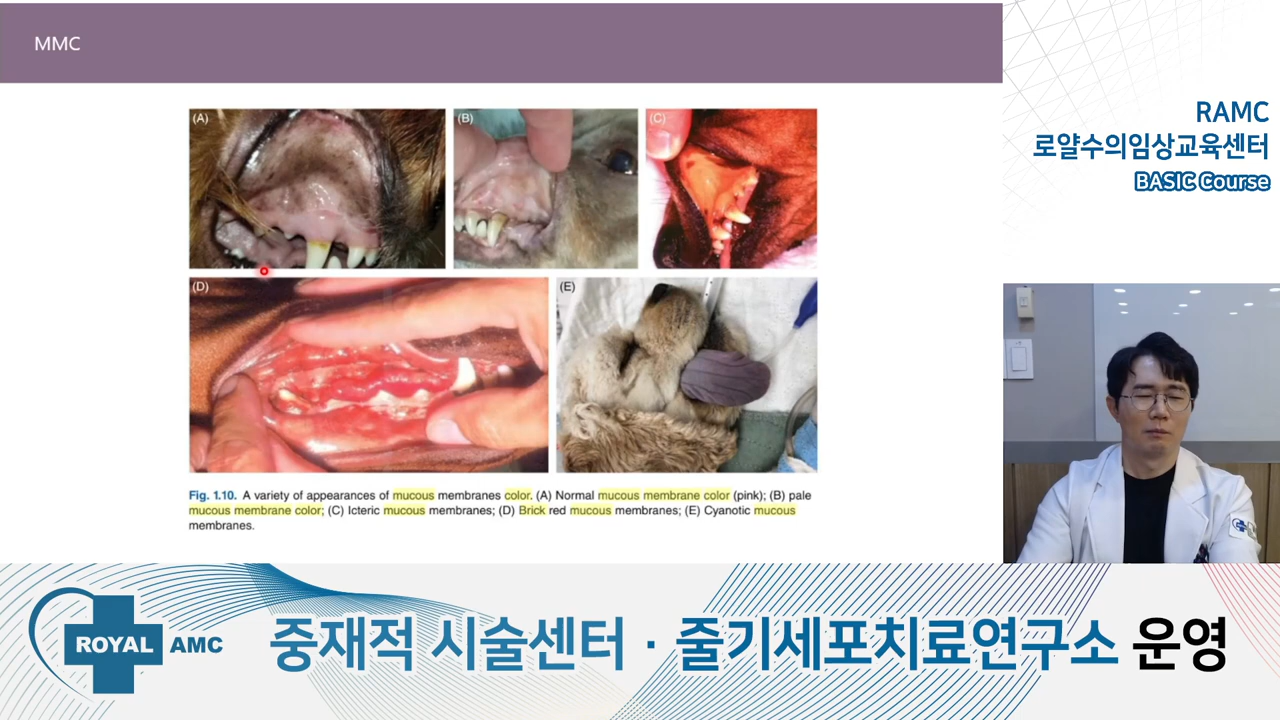 MMC
(A)
(B)
(C)
(D)
(E)
Fig. 1.10. A variety of appearances of mucous membranes color. (A) Normal mucous membrane color (pink); (B) pale
mucous membrane color; (C) Icteric mucous membranes; (D) Brick red mucous membranes; (E) Cyanotic mucous
membranes.
RAMC
로얄수의임상교육센터
BASIC Course
ROYAL AMC
중재적 시술센터 · 줄기세포치료연구소 운영